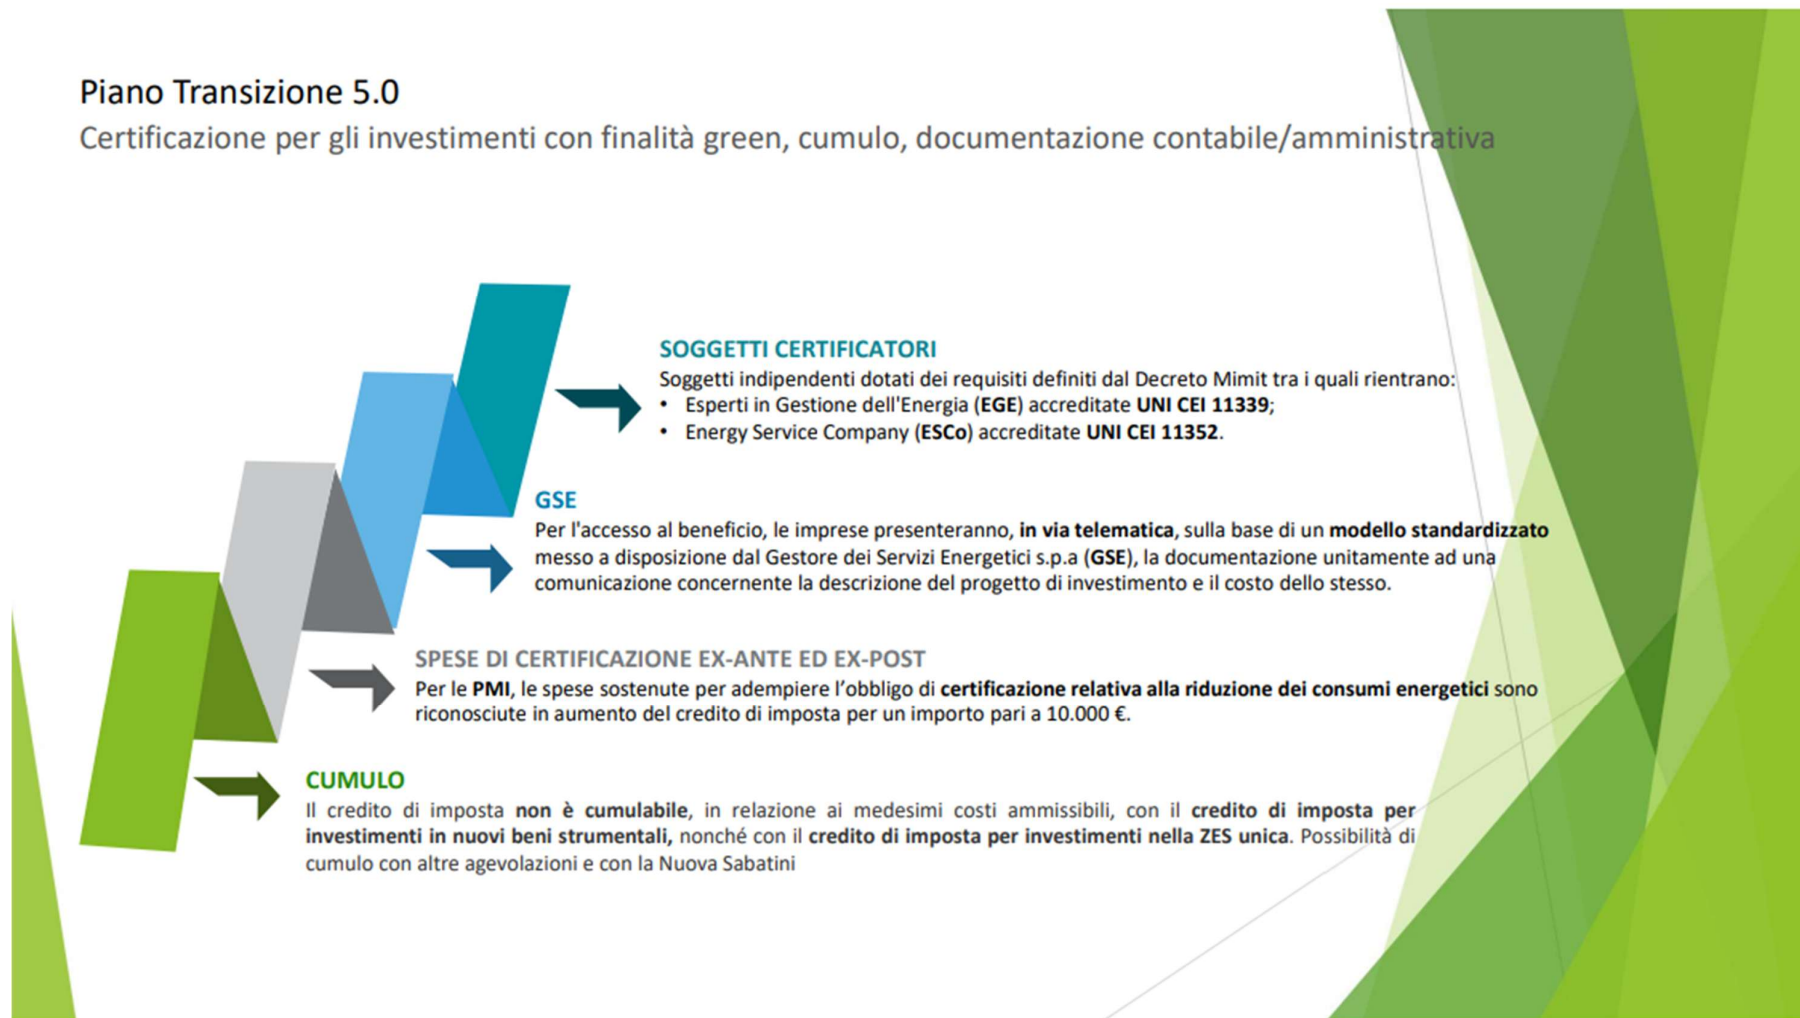 Piano Transizione 5.0
Certificazione per gli investimenti con finalità green, cumulo, documentazione contabile/amministrativa
SOGGETTI CERTIFICATORI
Soggetti indipendenti dotati dei requisiti definiti dal Decreto Mimit tra i quali rientrano:
• Esperti in Gestione dell'Energia (EGE) accreditate UNI CEI 11339;
• Energy Service Company (ESCo) accreditate UNI CEI 11352.
GSE
Per l'accesso al beneficio, le imprese presenteranno, in via telematica, sulla base di un modello standardizzato
messo a disposizione dal Gestore dei Servizi Energetici s.p.a (GSE), la documentazione unitamente ad una
comunicazione concernente la descrizione del progetto di investimento e il costo dello stesso.
SPESE DI CERTIFICAZIONE EX-ANTE ED EX-POST
Per le PMI, le spese sostenute per adempiere l’obbligo di certificazione relativa alla riduzione dei consumi energetici sono
riconosciute in aumento del credito di imposta per un importo pari a 10.000 €.
CUMULO
Il credito di imposta non è cumulabile, in relazione ai medesimi costi ammissibili, con il credito di imposta per
investimenti in nuovi beni strumentali, nonché con il credito di imposta per investimenti nella ZES unica. Possibilità di
cumulo con altre agevolazioni e con la Nuova Sabatini